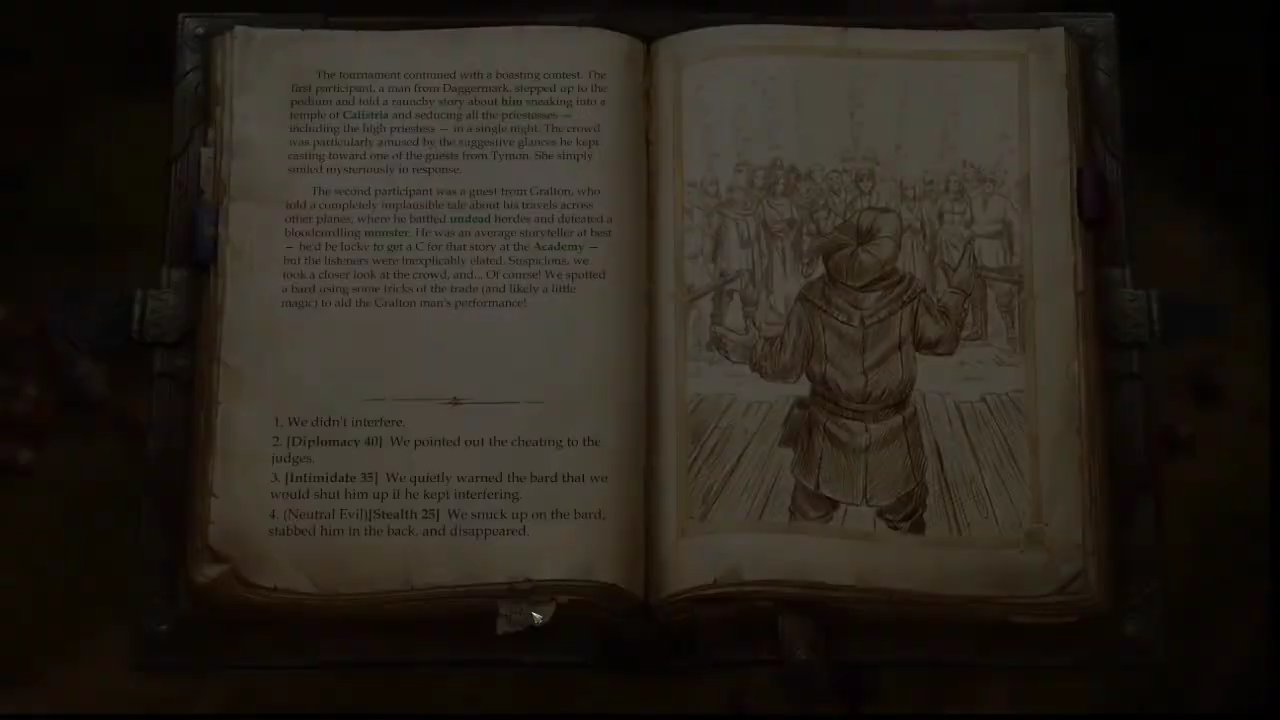 The tournament continued with a boasting contest. The
first participant, a man from Daggermark, stepped up to the
podium and told a raunchy story about him sneaking into a
temple of Calistria and seducing all the priestesses —
including the high priestess — in a single night. The crowd
was particularly amused by the suggestive glances he kept
casting toward one of the guests from Tymon. She simply
smiled mysteriously in response.
The second participant was a guest from Gralton, who
told a completely implausible tale about his travels across
other planes, where he battled undead hordes and defeated a
bloodcurdling monster. He was an average storyteller at best
— he'd be lucky to get a C for that story at the Academy —
but the listeners were inexplicably elated. Suspicious, we
took a closer look at the crowd, and... Of course! We spotted
a bard using some tricks of the trade (and likely a little
magic) to aid the Gralton man's performance!
1. We didn't interfere.
2. [Diplomacy 40] We pointed out the cheating to the
judges.
3. [Intimidate 35] We quietly warned the bard that we
would shut him up if he kept interfering.
4. (Neutral Evil)[Stealth 25] We snuck up on the bard,
stabbed him in the back, and disappeared.